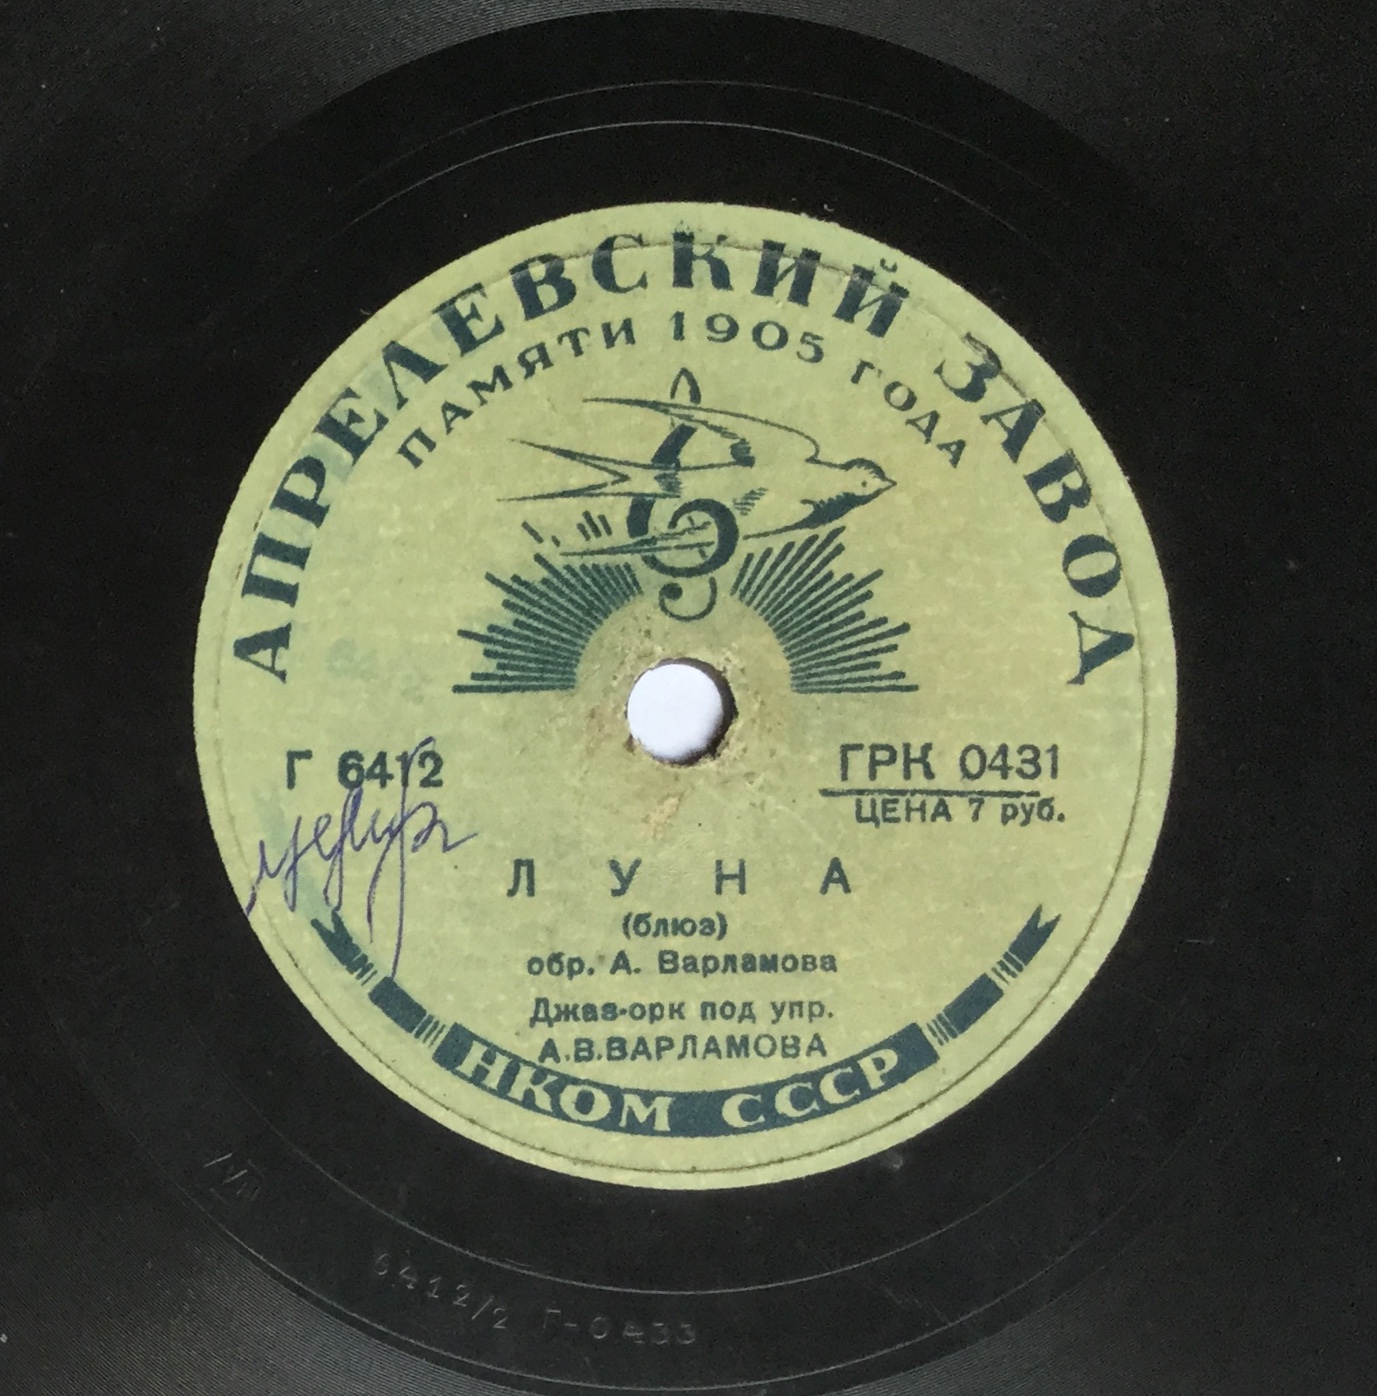 АПРЕЛЕВСКИЙ ЗАВОД
ПАМЯТИ 1905 ГОДА
Г 6412
ГРК 0431
ЦЕНА 7 руб.
ЛУНА
(блюз)
обр. А. Варламова
Джаз-орк под упр.
А.В.ВАРЛАМОВА
НКОМ СССР
6412/2 Г-0433